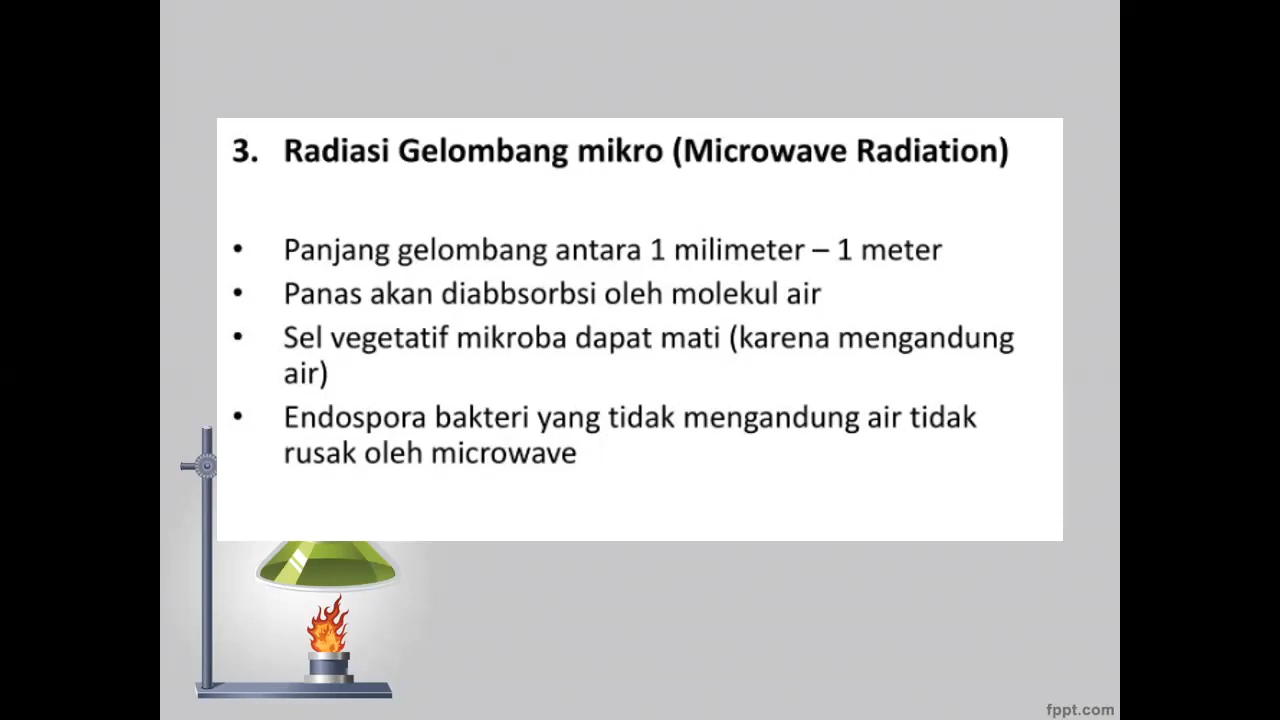 3. Radiasi Gelombang mikro (Microwave Radiation)
• Panjang gelombang antara 1 milimeter – 1 meter
• Panas akan diabbsorbsi oleh molekul air
• Sel vegetatif mikroba dapat mati (karena mengandung
air)
• Endospora bakteri yang tidak mengandung air tidak
rusak oleh microwave
fppt.com